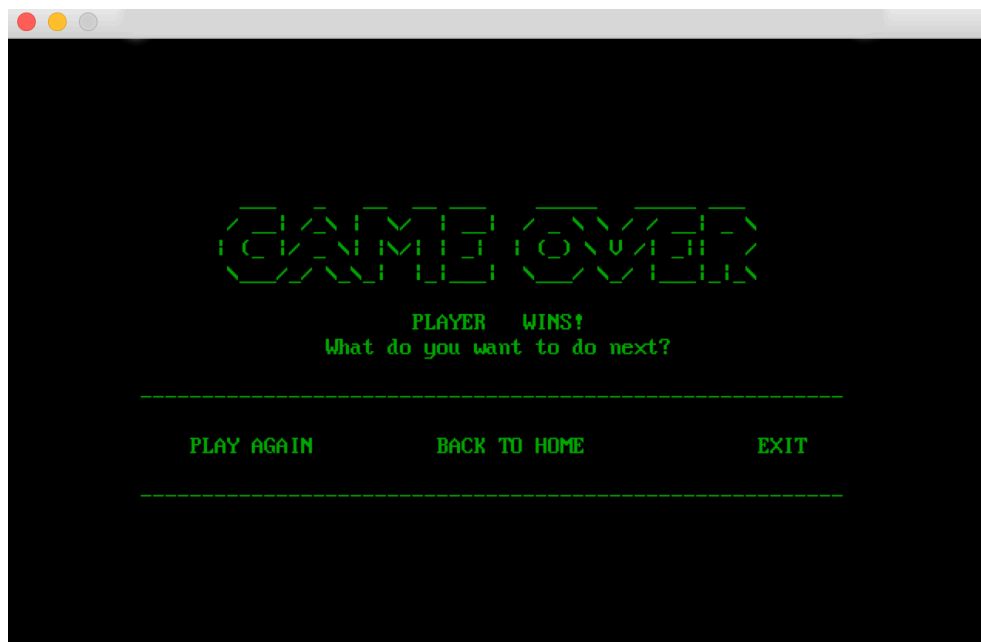 GAME OVER
PLAYER   WINS!
What do you want to do next?
PLAY AGAIN   BACK TO HOME   EXIT